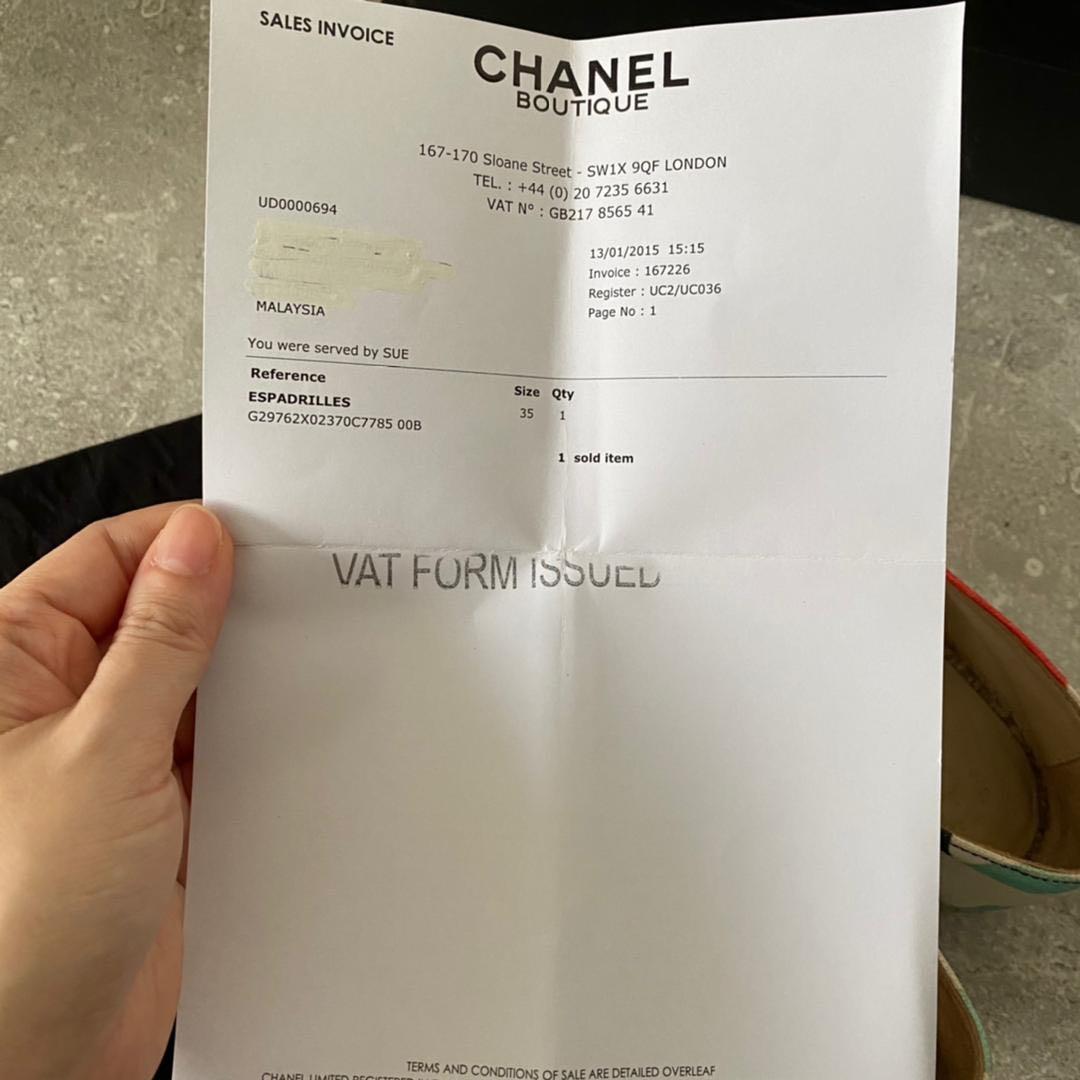 SALES INVOICE
CHANEL
BOUTIQUE
167-170 Sloane Street - SW1X 9QF LONDON
TEL. : +44 (0) 20 7235 6631
VAT N° : GB217 8565 41
UD0000694
13/01/2015 15:15
Invoice : 167226
Register : UC2/UC036
Page No : 1
MALAYSIA
You were served by SUE
Reference Size Qty
ESPADRILLES
G29762X02370C7785 00B 35 1
1 sold item
VAT FORM ISSUED
TERMS AND CONDITIONS OF SALE ARE DETAILED OVERLEAF
CHANEL LIMITED REGISTERED